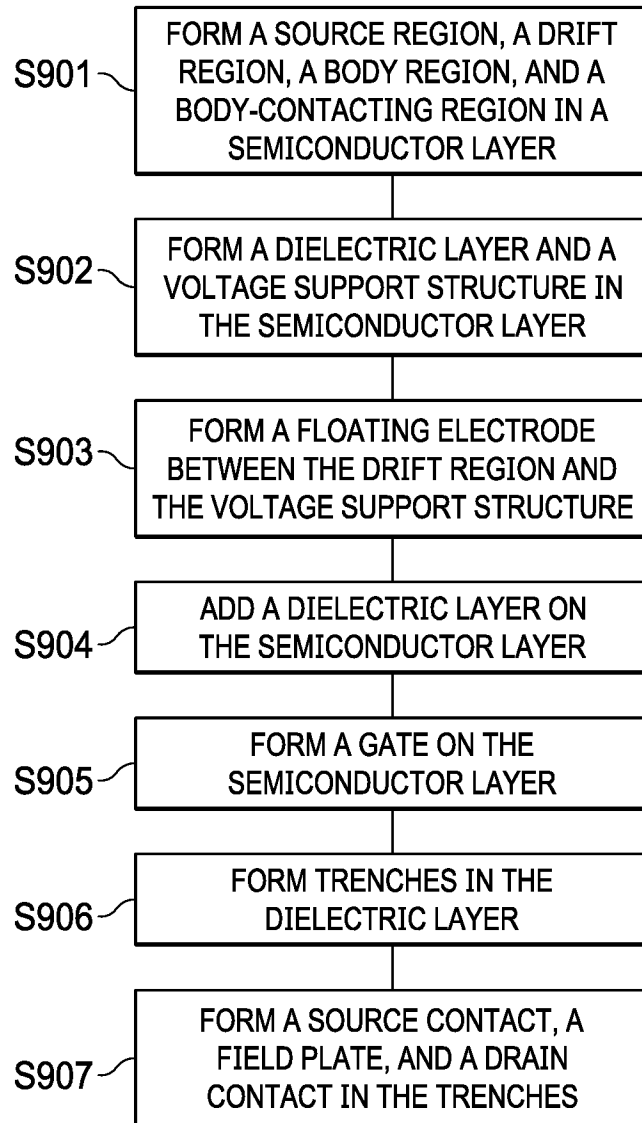 S901
FORM A SOURCE REGION, A DRIFT
REGION, A BODY REGION, AND A
BODY-CONTACTING REGION IN A
SEMICONDUCTOR LAYER
S902
FORM A DIELECTRIC LAYER AND A
VOLTAGE SUPPORT STRUCTURE IN
THE SEMICONDUCTOR LAYER
S903
FORM A FLOATING ELECTRODE
BETWEEN THE DRIFT REGION AND
THE VOLTAGE SUPPORT STRUCTURE
S904
ADD A DIELECTRIC LAYER ON
THE SEMICONDUCTOR LAYER
S905
FORM A GATE ON THE
SEMICONDUCTOR LAYER
S906
FORM TRENCHES IN THE
DIELECTRIC LAYER
S907
FORM A SOURCE CONTACT, A
FIELD PLATE, AND A DRAIN
CONTACT IN THE TRENCHES